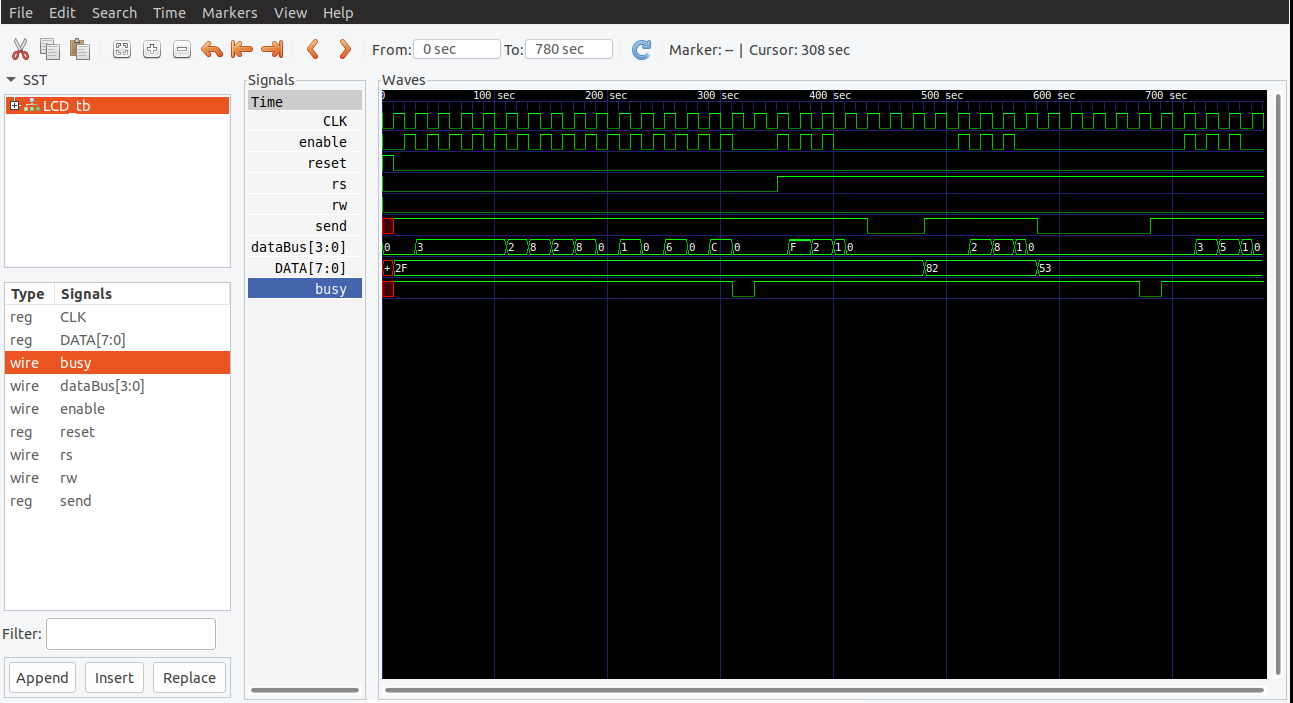 File Edit Search Time Markers View Help
From: 0 sec To: 780 sec Marker: -- | Cursor: 308 sec
SST
LCD_tb
Type Signals
reg CLK
reg DATA[7:0]
wire busy
wire dataBus[3:0]
wire enable
reg reset
wire rs
wire rw
reg send
Filter:
Append Insert Replace
Signals
Time
CLK
enable
reset
rs
rw
send
dataBus[3:0]
DATA[7:0]
busy
Waves
0 100 sec 200 sec 300 sec 400 sec 500 sec 600 sec 700 sec
0 3 2 8 2 8 0 1 0 6 0 C 0 F 2 1 0 2 8 1 0 3 5 1 0
+ 2F 82 53